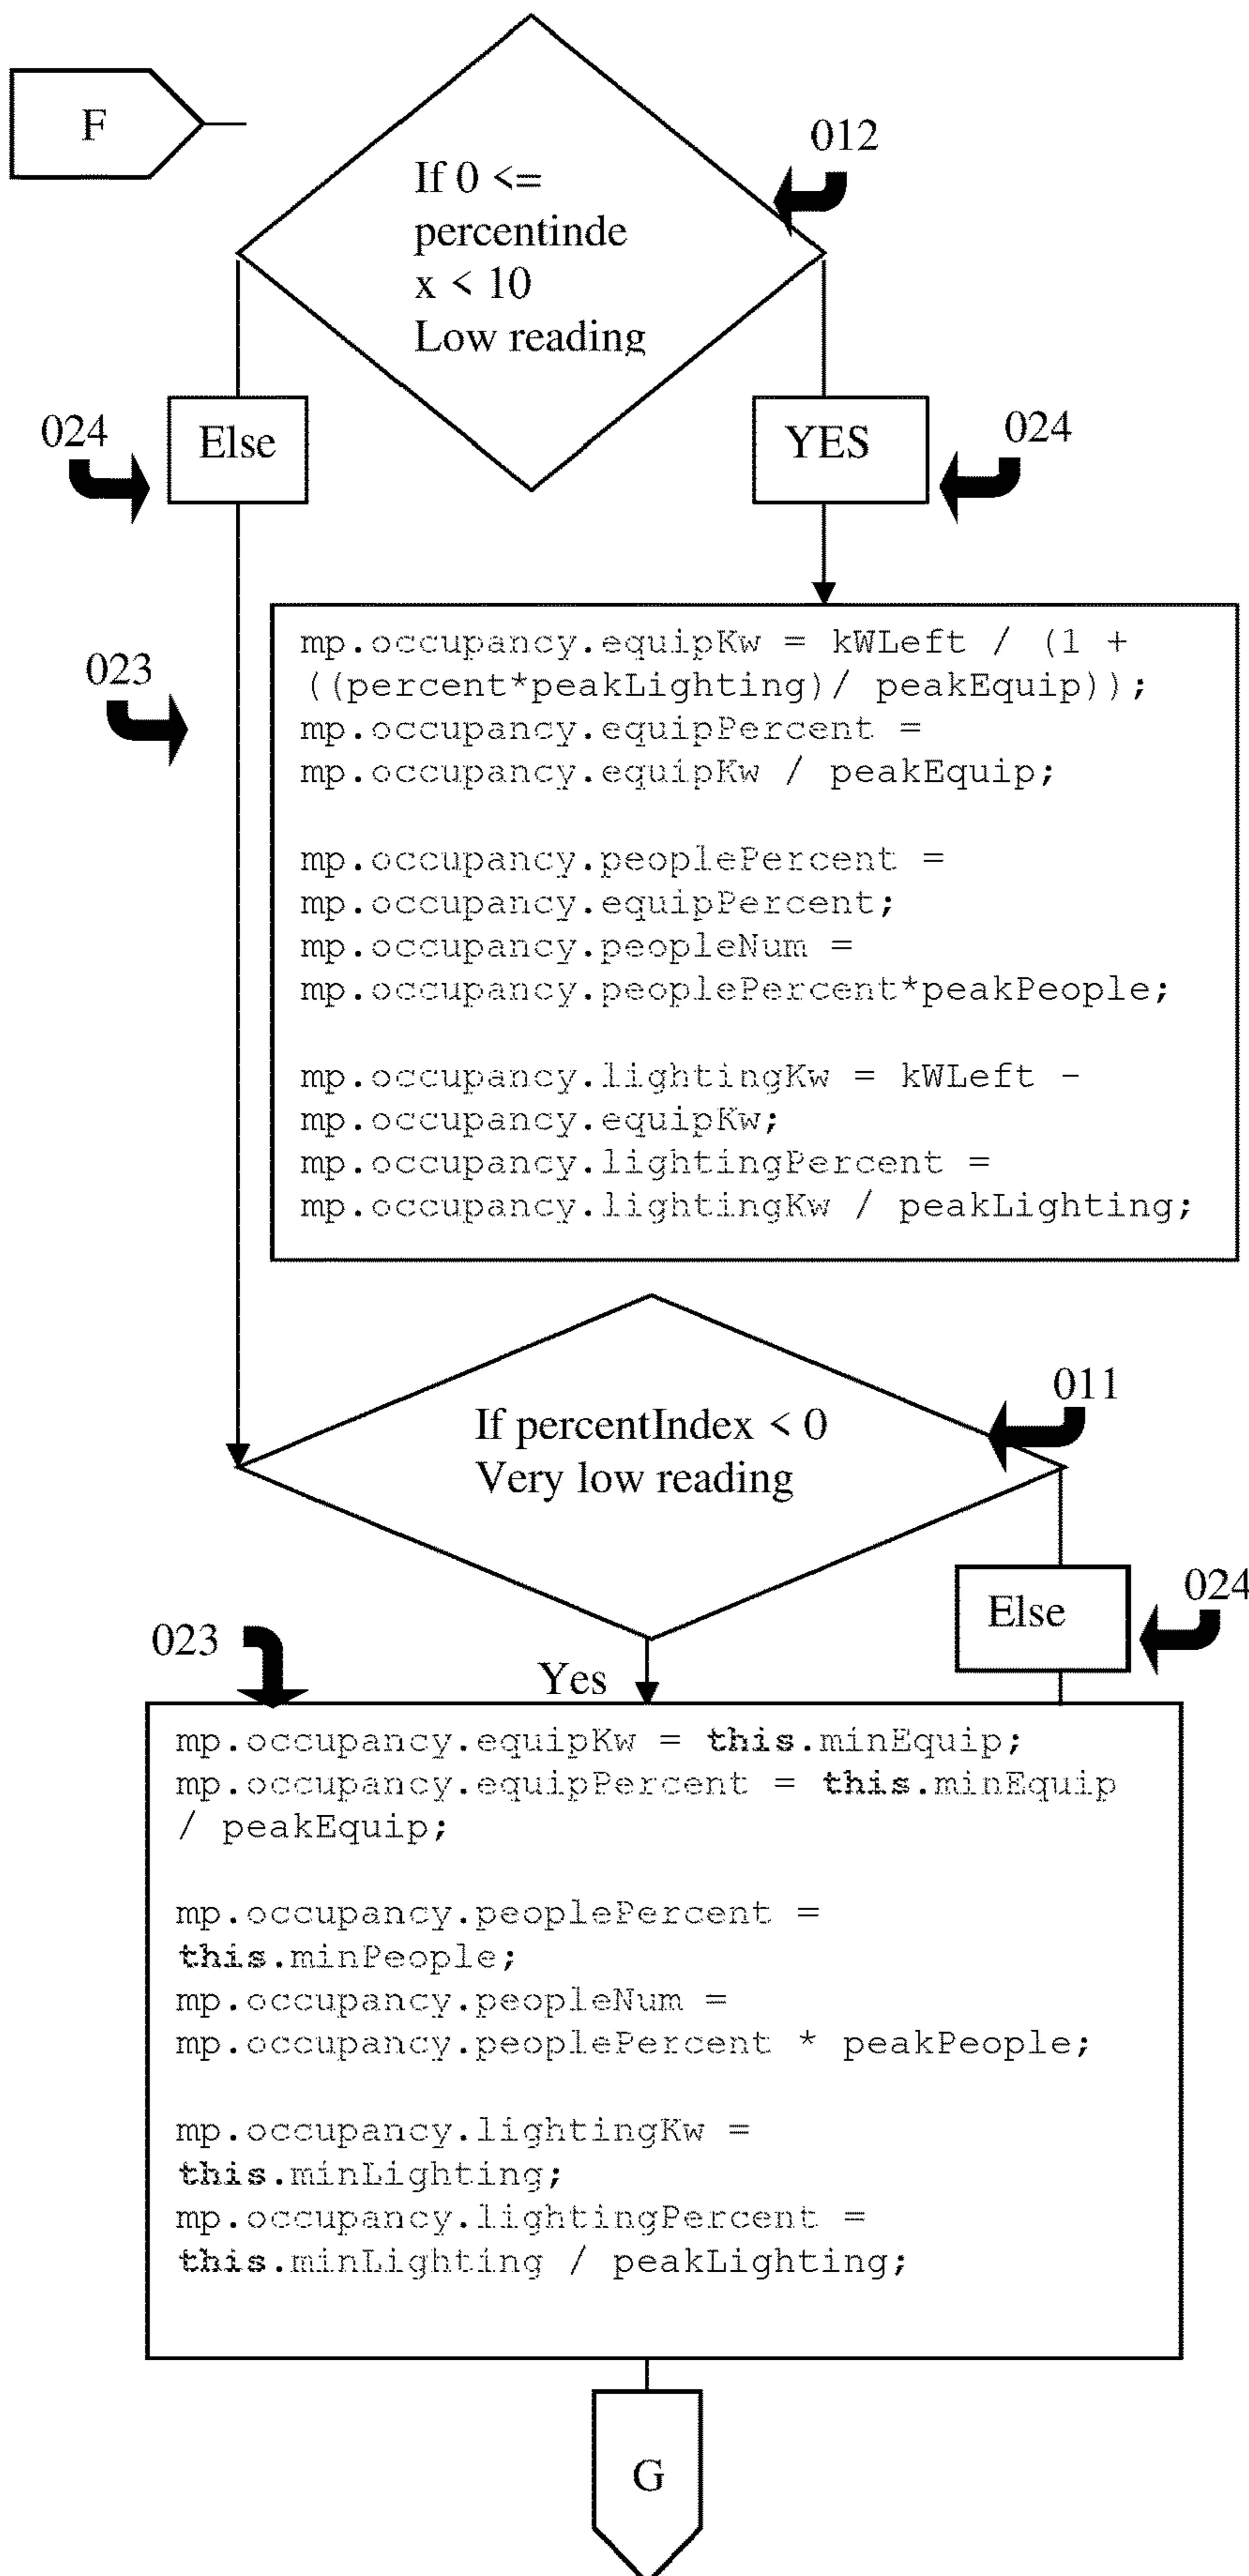 F
012
If 0 <=
percentinde
x < 10
Low reading
024
Else
YES
024
023
mp.occupancy.equipKw = kWLeft / (1 +
((percent*peakLighting)/ peakEquip));
mp.occupancy.equipPercent =
mp.occupancy.equipKw / peakEquip;
mp.occupancy.peoplePercent =
mp.occupancy.equipPercent;
mp.occupancy.peopleNum =
mp.occupancy.peoplePercent*peakPeople;
mp.occupancy.lightingKw = kWLeft -
mp.occupancy.equipKw;
mp.occupancy.lightingPercent =
mp.occupancy.lightingKw / peakLighting;
011
If percentIndex < 0
Very low reading
Else
024
023
Yes
mp.occupancy.equipKw = this.minEquip;
mp.occupancy.equipPercent = this.minEquip
/ peakEquip;
mp.occupancy.peoplePercent =
this.minPeople;
mp.occupancy.peopleNum =
mp.occupancy.peoplePercent * peakPeople;
mp.occupancy.lightingKw =
this.minLighting;
mp.occupancy.lightingPercent =
this.minLighting / peakLighting;
G